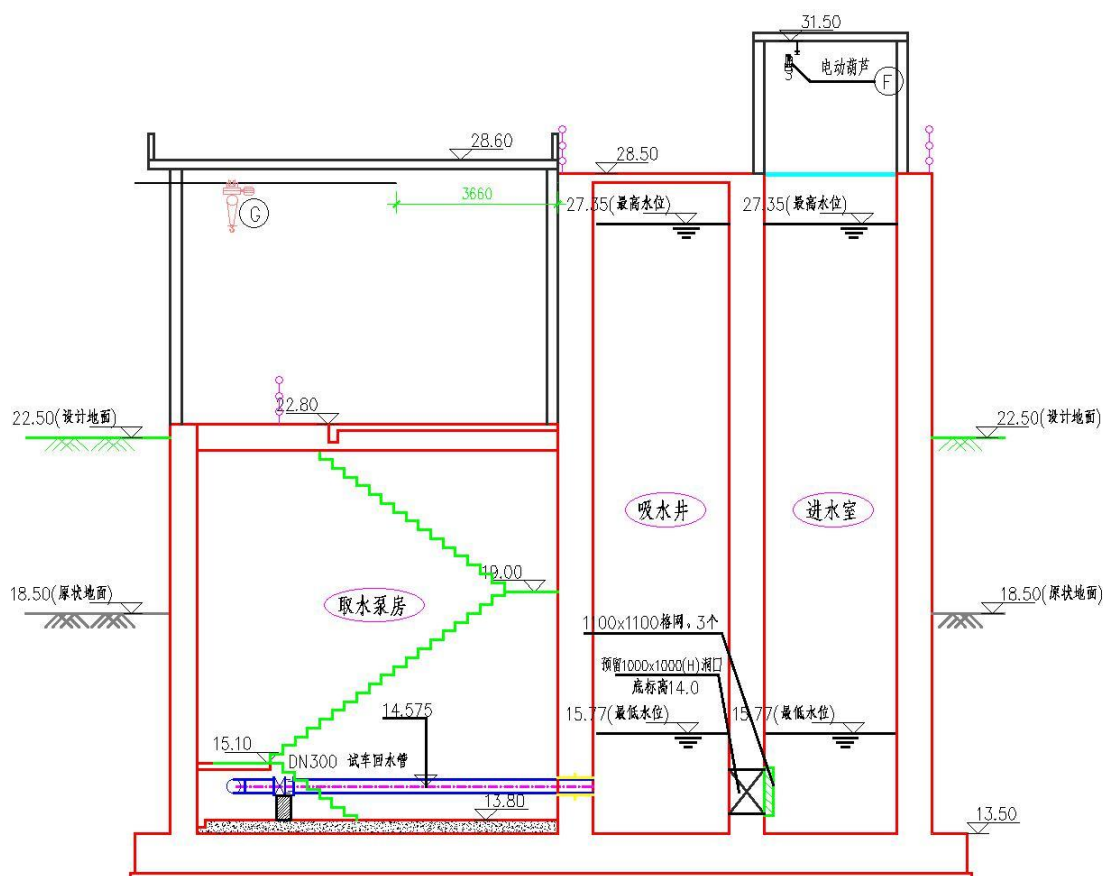 31.50
电动葫芦
F
28.60
28.50
3660
G
27.35(最高水位)
27.35(最高水位)
22.80
22.50(设计地面)
22.50(设计地面)
吸水井
进水室
19.00
取水泵房
18.50(原状地面)
18.50(原状地面)
1100x1100格网，3个
预留1000x1000(H)洞口
底标高14.0
14.575
15.77(最低水位)
15.77(最低水位)
15.10
DN300 试车回水管
13.80
13.50